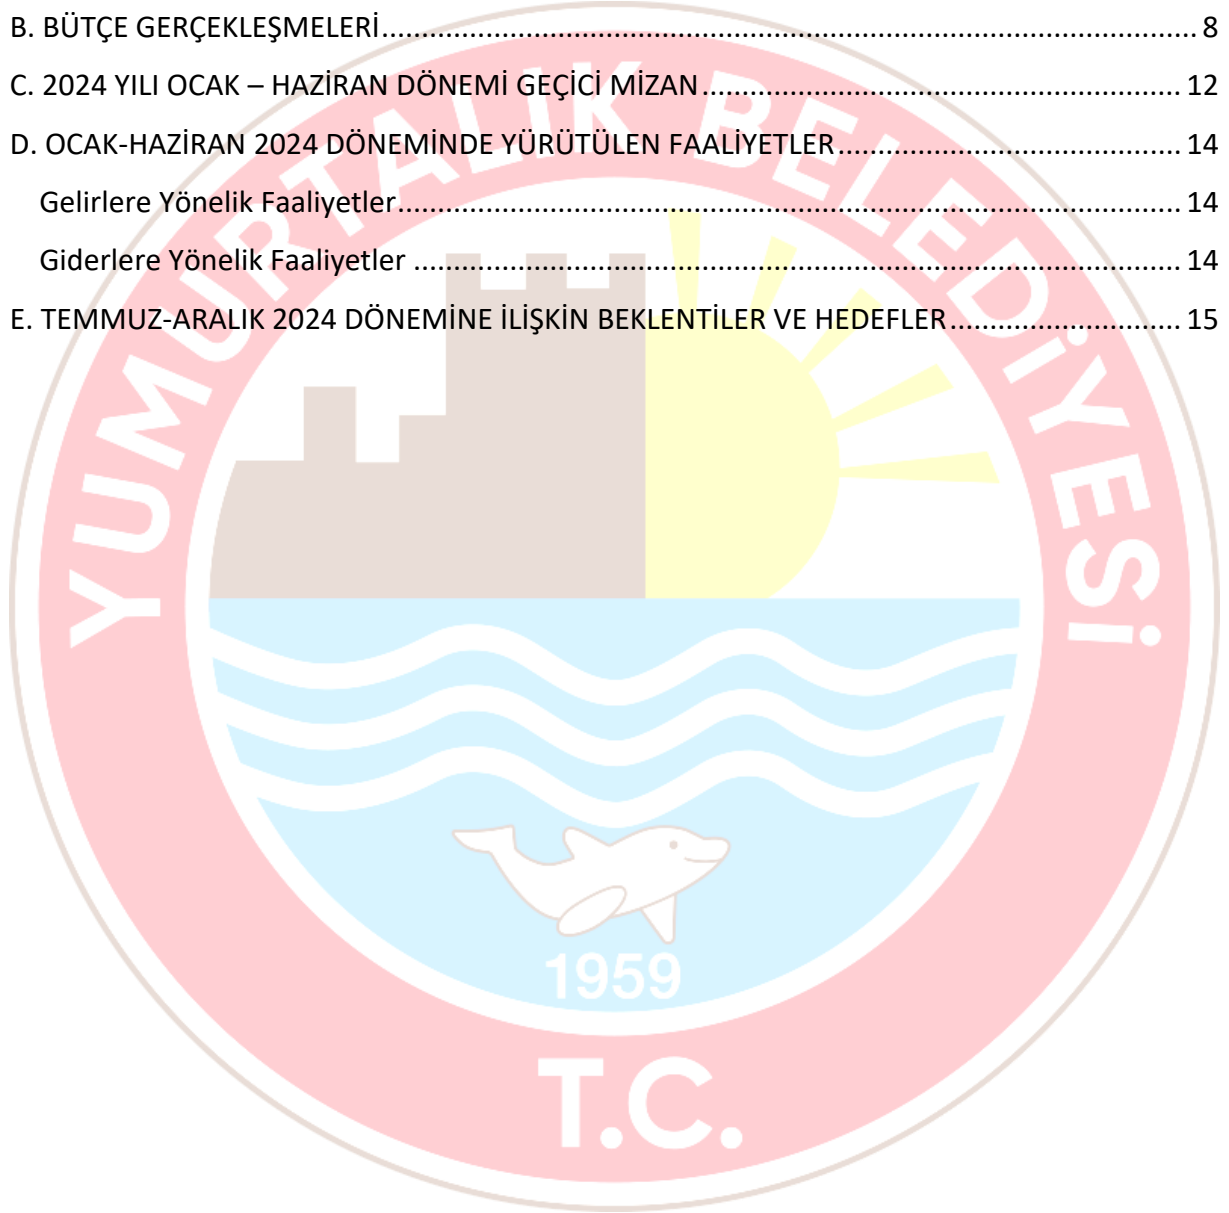 B. BÜTÇE GERÇEKLEŞMELERİ........................................................................................................ 8
C. 2024 YILI OCAK – HAZİRAN DÖNEMİ GEÇİCİ MİZAN............................................................. 12
D. OCAK-HAZİRAN 2024 DÖNEMİNDE YÜRÜTÜLEN FAALİYETLER............................................ 14
Gelirlere Yönelik Faaliyetler.................................................................................................... 14
Giderlere Yönelik Faaliyetler .................................................................................................. 14
E. TEMMUZ-ARALIK 2024 DÖNEMİNE İLİŞKİN BEKLENTİLER VE HEDEFLER.............................. 15
YUMURTALIK BELEDİYESİ
1959
T.C.